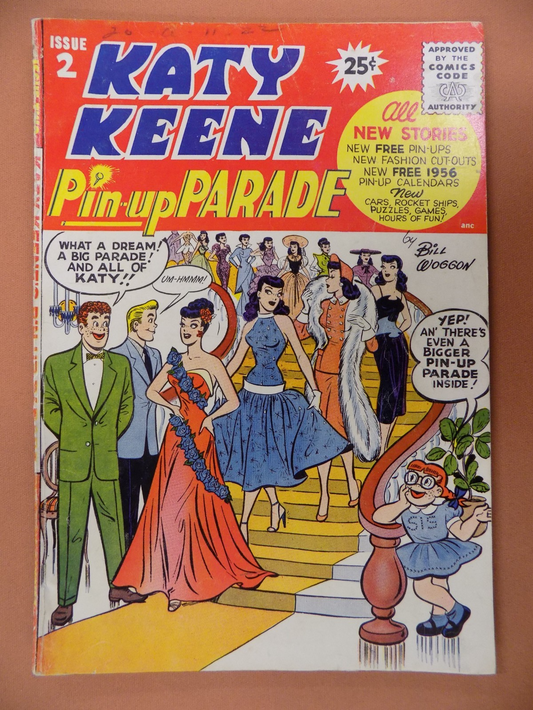 ISSUE
2
KATY
KEENE
Pin-up PARADE
25¢
APPROVED
BY THE
COMICS
CODE
CA
AUTHORITY
All
NEW STORIES
NEW FREE PIN-UPS
NEW FASHION CUT-OUTS
NEW FREE 1956
PIN-UP CALENDARS
New
CARS, ROCKET SHIPS,
PUZZLES, GAMES,
HOURS OF FUN!
anc
by
BILL
WOGGON
WHAT A DREAM!
A BIG PARADE!
AND ALL OF
KATY!!
UM-HMMM!
YEP!
AN' THERE'S
EVEN A
BIGGER
PIN-UP
PARADE
INSIDE!
SIS